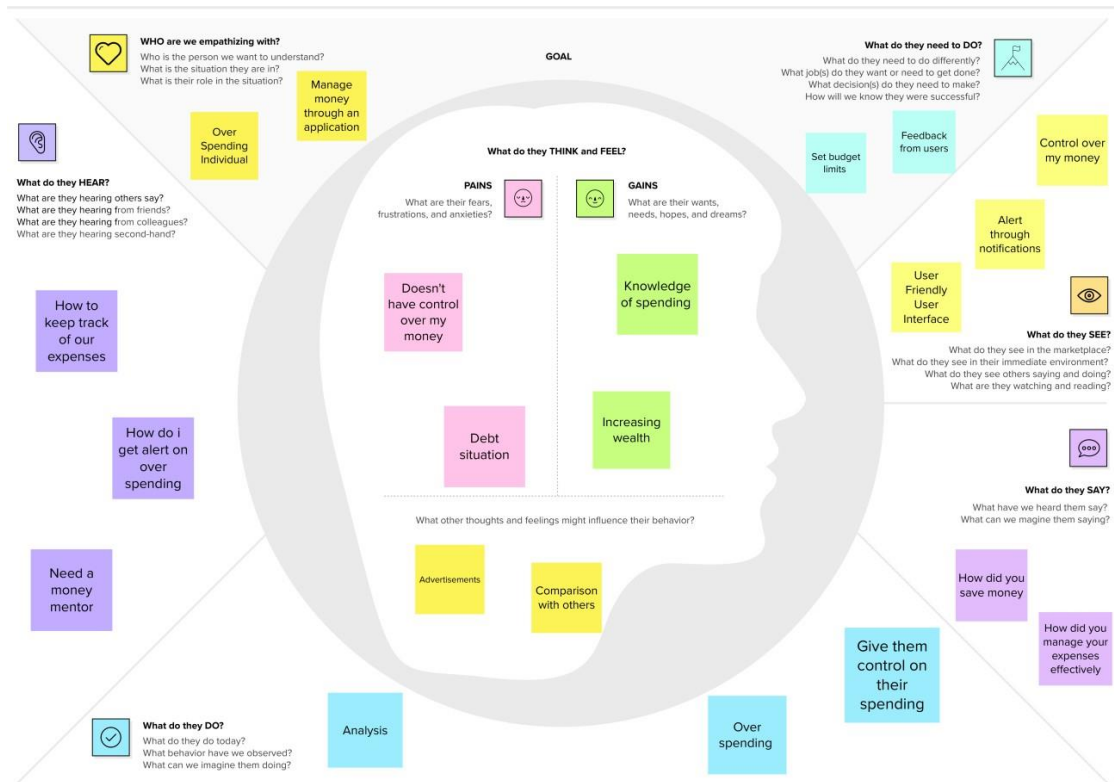 WHO are we empathizing with?
Who is the person we want to understand?
What is the situation they are in?
What is their role in the situation?
Manage
money
through an
application
Over
Spending
Individual
GOAL
What do they need to DO?
What do they need to do differently?
What job(s) do they want or need to get done?
What decision(s) do they need to make?
How will we know they were successful?
Set budget
limits
Feedback
from users
Control over
my money
Alert
through
notifications
User
Friendly
User
Interface
What do they SEE?
What do they see in the marketplace?
What do they see in their immediate environment?
What do they see others saying and doing?
What are they watching and reading?
What do they HEAR?
What are they hearing others say?
What are they hearing from friends?
What are they hearing from colleagues?
What are they hearing second-hand?
How to
keep track
of our
expenses
How do i
get alert on
over
spending
Need a
money
mentor
What do they THINK and FEEL?
PAINS
What are their fears,
frustrations, and anxieties?
GAINS
What are their wants,
needs, hopes, and dreams?
Doesn't
have control
over my
money
Debt
situation
Knowledge
of spending
Increasing
wealth
What other thoughts and feelings might influence their behavior?
Advertisements
Comparison
with others
What do they SAY?
What have we heard them say?
What can we magine them saying?
How did you
save money
How did you
manage your
expenses
effectively
What do they DO?
What do they do today?
What behavior have we observed?
What can we imagine them doing?
Analysis
Over
spending
Give them
control on
their
spending